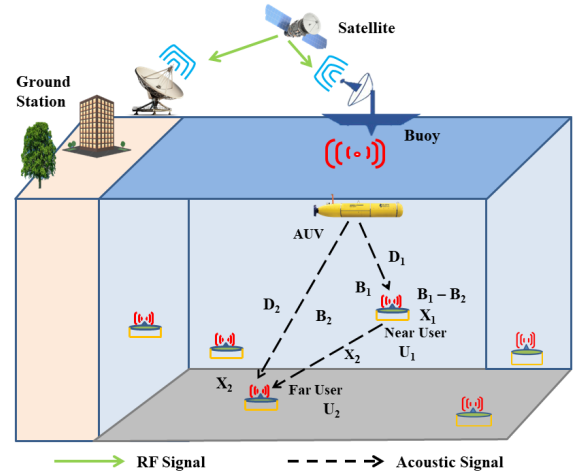 Satellite
Ground
Station
Buoy
AUV
D₁
B₁
B₁ – B₂
X₁
D₂
B₂
Near User
X₂
U₁
X₂
Far User
U₂
RF Signal
Acoustic Signal